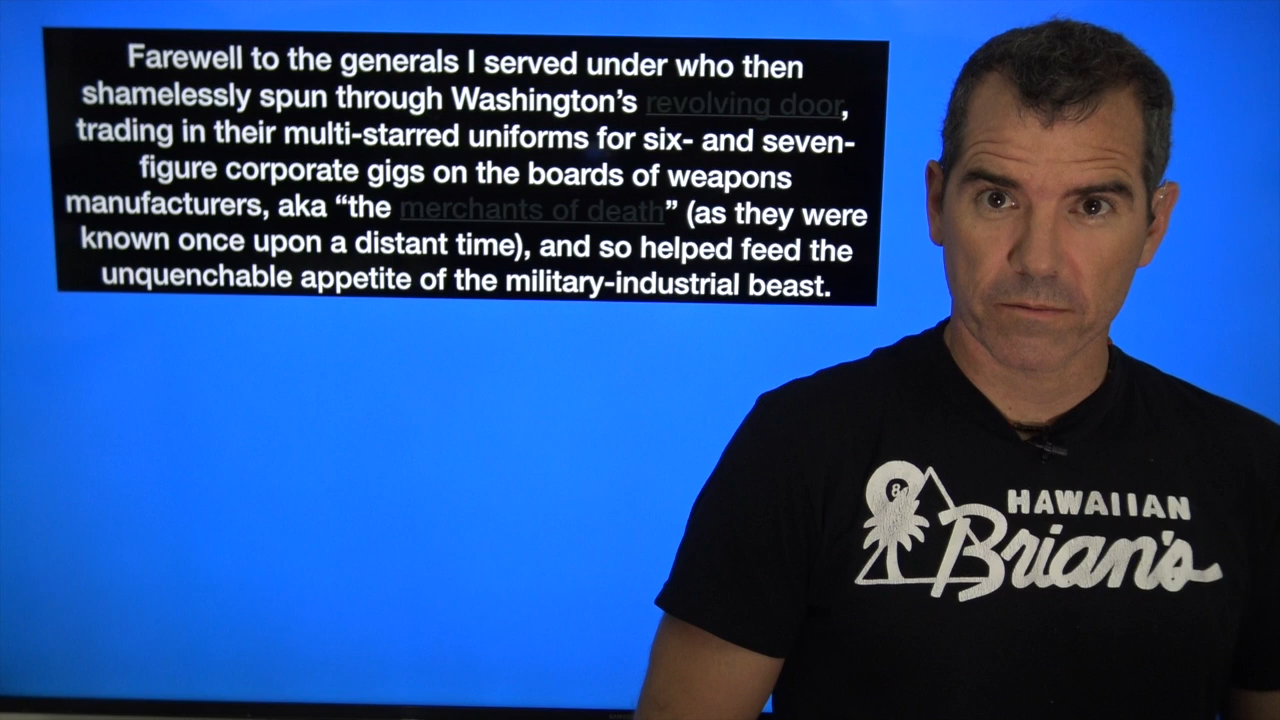 Farewell to the generals I served under who then
shamelessly spun through Washington’s revolving door,
trading in their multi-starred uniforms for six- and seven-
figure corporate gigs on the boards of weapons
manufacturers, aka “the merchants of death” (as they were
known once upon a distant time), and so helped feed the
unquenchable appetite of the military-industrial beast.
8
HAWAIIAN
Brian's